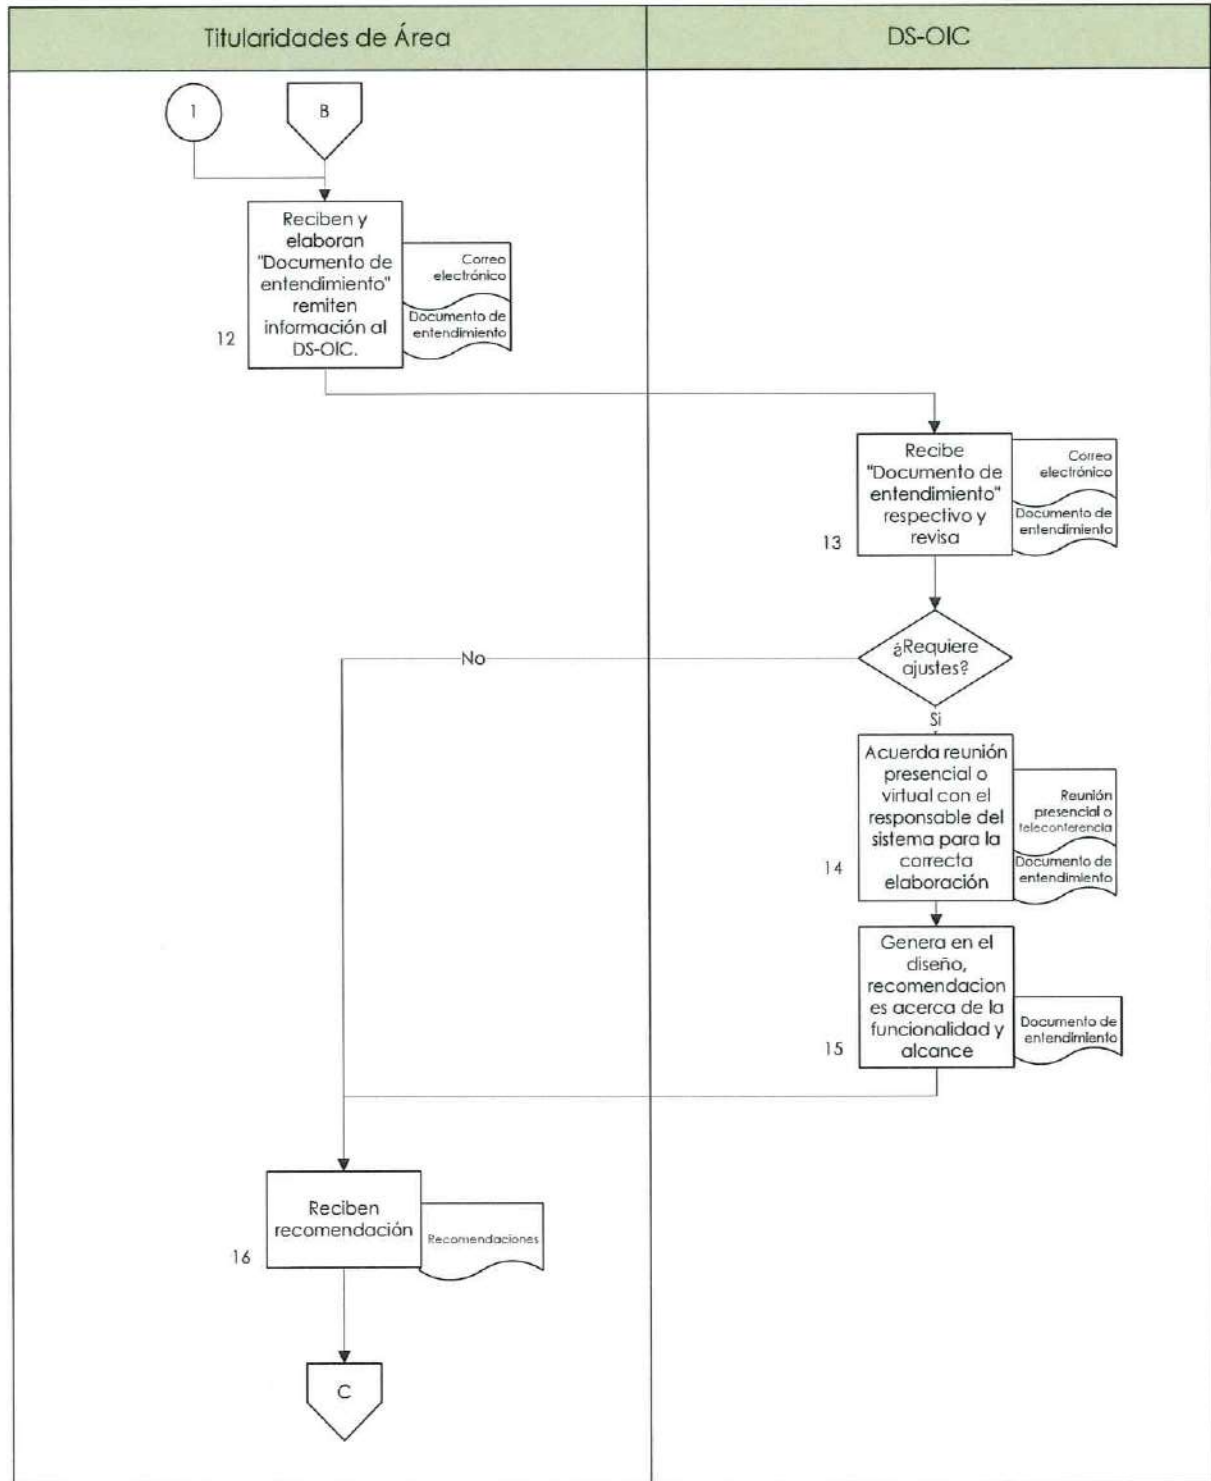 Titularidades de Área
DS-OIC
1
B
Reciben y
elaboran
"Documento de
entendimiento"
remiten
información al
DS-OIC.
12
Correo
electrónico
Documento de
entendimiento
Recibe
"Documento de
entendimiento"
respectivo y
revisa
13
Correo
electrónico
Documento de
entendimiento
¿Requiere
ajustes?
No
Si
Acuerda reunión
presencial o
virtual con el
responsable del
sistema para la
correcta
elaboración
14
Reunión
presencial o
teleconferencia
Documento de
entendimiento
Genera en el
diseño,
recomendacion
es acerca de la
funcionalidad y
alcance
15
Documento de
entendimiento
Reciben
recomendación
16
Recomendaciones
C